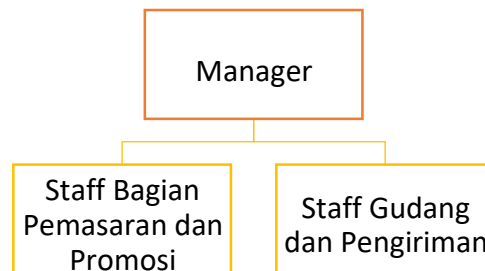 Manager
Staff Bagian
Pemasaran dan
Promosi
Staff Gudang
dan Pengiriman